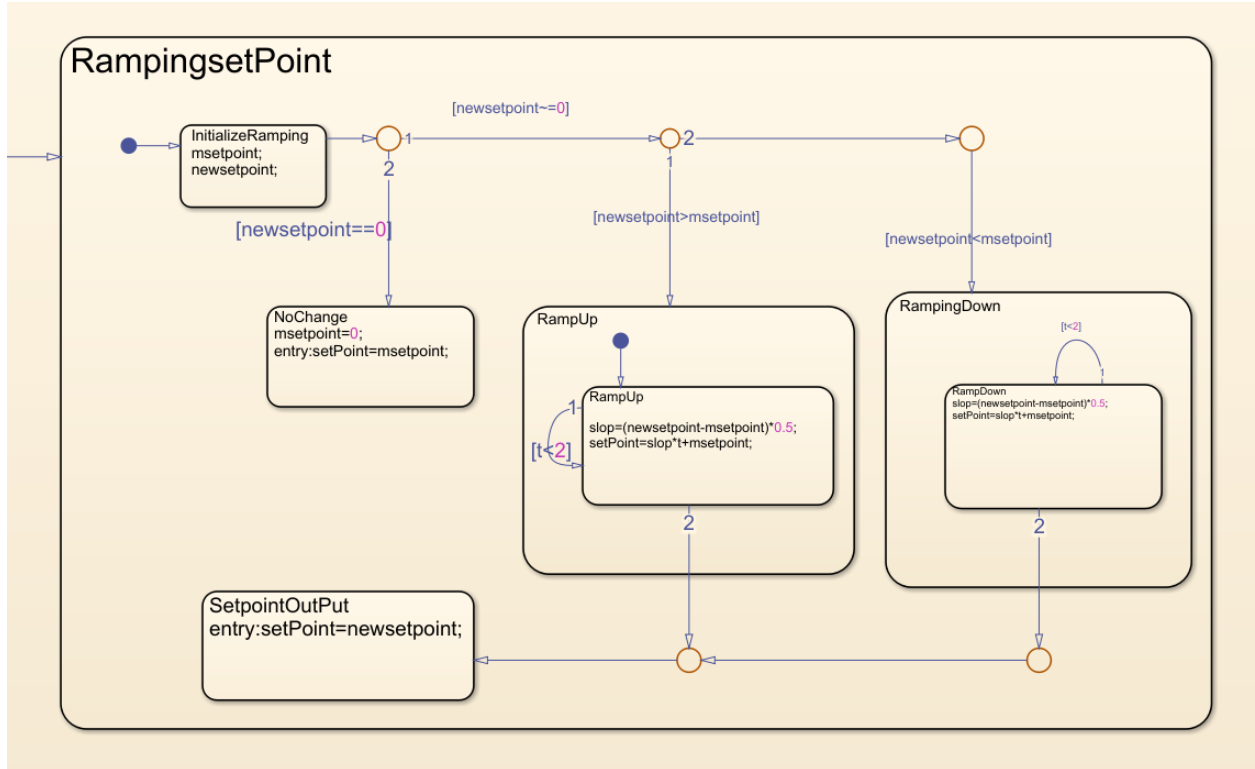 RampingsetPoint
[newsetpoint~=0]
InitializeRamping
msetpoint;
newsetpoint;
1
2
2
1
[newsetpoint==0]
[newsetpoint>msetpoint]
[newsetpoint<msetpoint]
NoChange
msetpoint=0;
entry:setPoint=msetpoint;
RampUp
RampUp
slop=(newsetpoint-msetpoint)*0.5;
setPoint=slop*t+msetpoint;
1
[t<2]
2
RampingDown
[t<2]
1
RampDown
slop=(newsetpoint-msetpoint)*0.5;
setPoint=slop*t+msetpoint;
2
SetpointOutPut
entry:setPoint=newsetpoint;